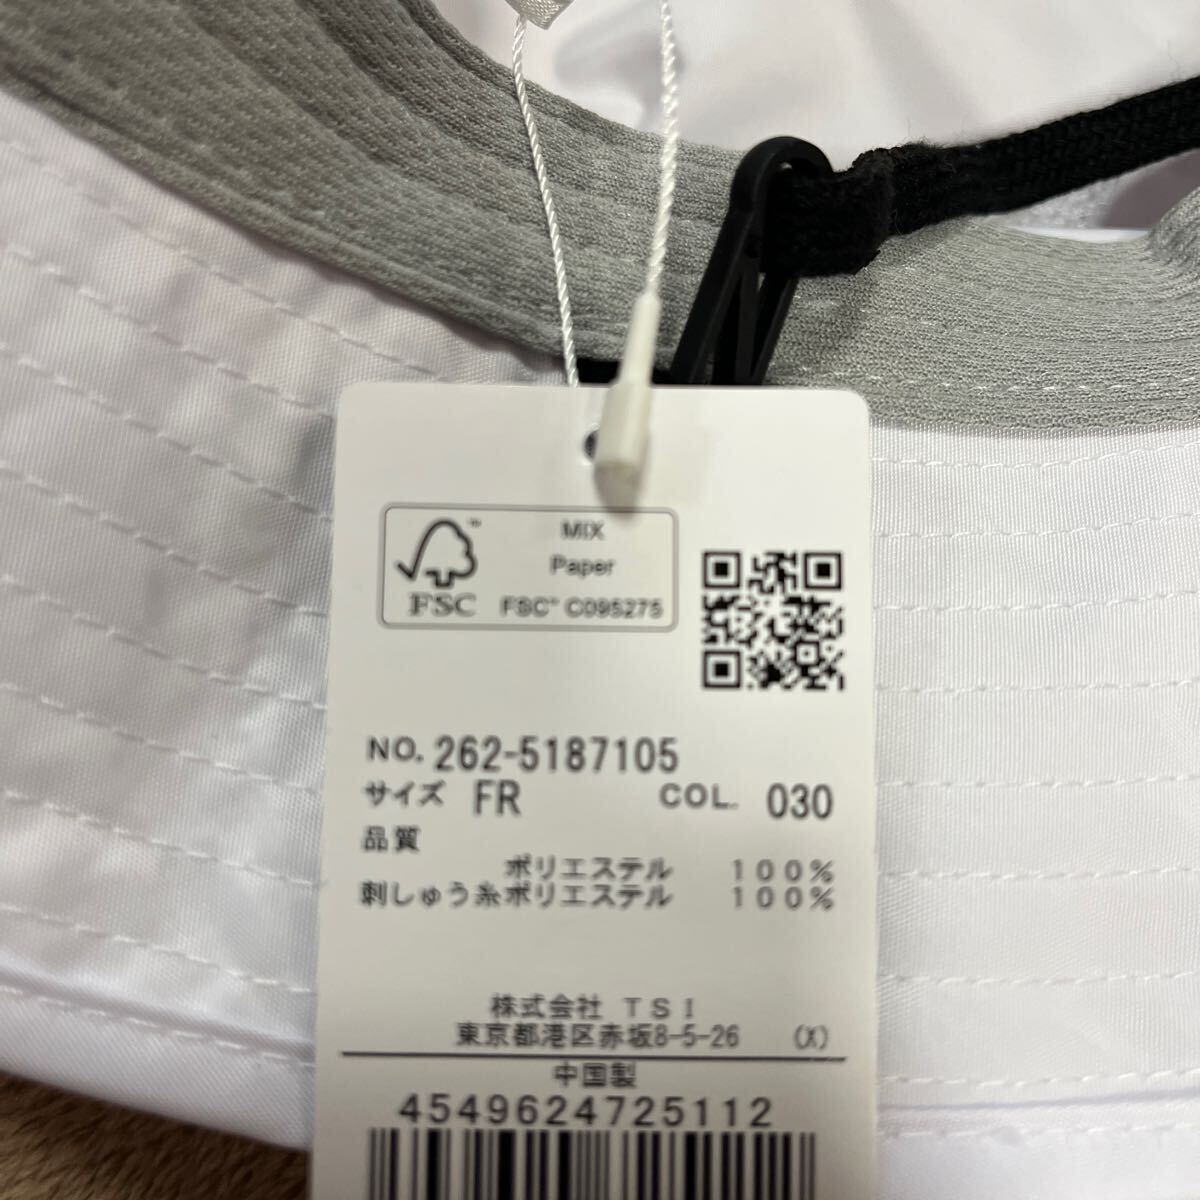 MIX
Paper
FSC™ C095275
FSC
NO. 262-5187105
サイズ FR COL. 030
品質
ポリエステル 100%
刺しゅう糸ポリエステル 100%
株式会社 TSI
東京都港区赤坂8-5-26 (X)
中国製
4549624725112